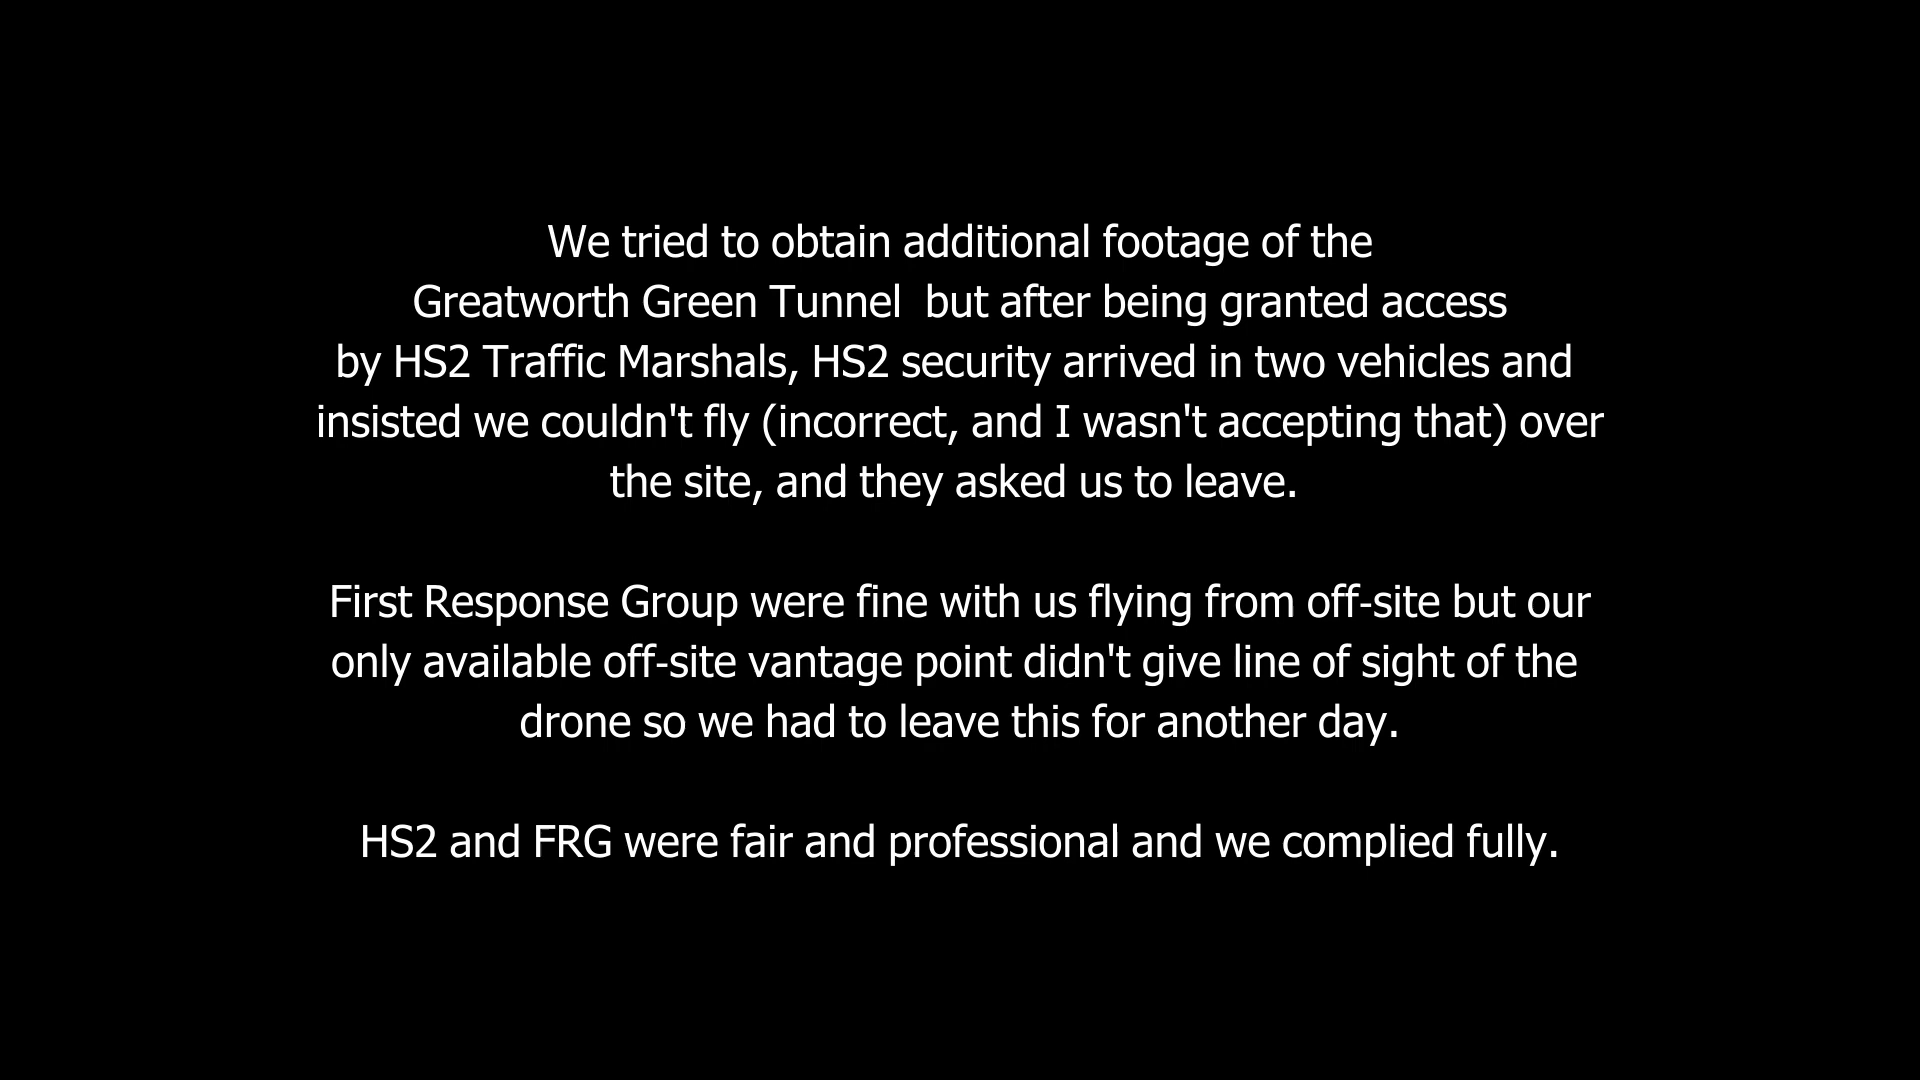 We tried to obtain additional footage of the
Greatworth Green Tunnel  but after being granted access
by HS2 Traffic Marshals, HS2 security arrived in two vehicles and
insisted we couldn't fly (incorrect, and I wasn't accepting that) over
the site, and they asked us to leave.
First Response Group were fine with us flying from off-site but our
only available off-site vantage point didn't give line of sight of the
drone so we had to leave this for another day.
HS2 and FRG were fair and professional and we complied fully.